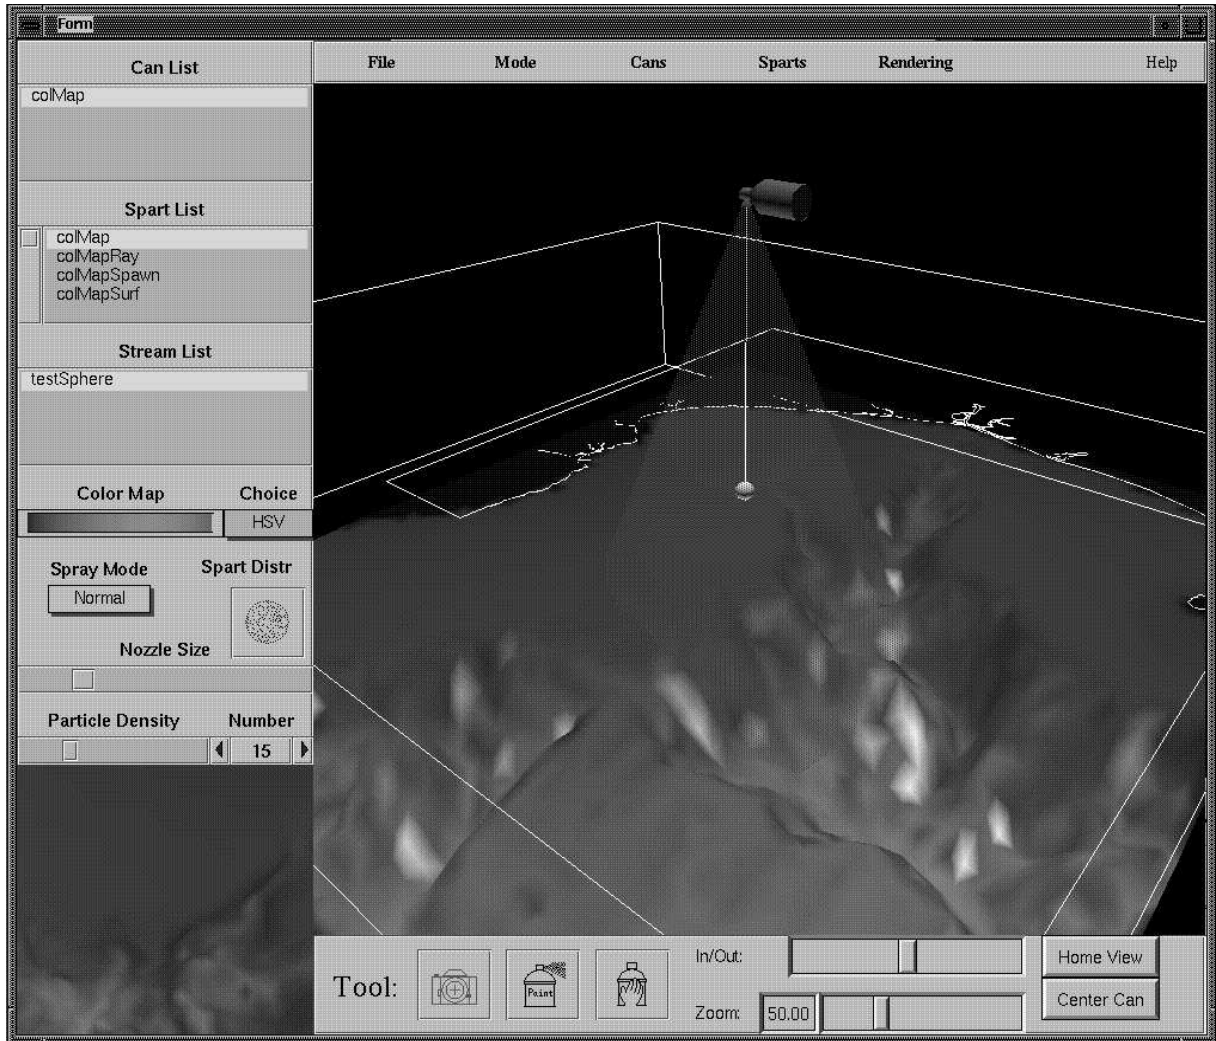 Form
Can List
File Mode Cans Sparts Rendering Help
colMap
Spart List
colMap
colMapRay
colMapSpawn
colMapSurf
Stream List
testSphere
Color Map Choice
HSV
Spray Mode Spart Distr
Normal
Nozzle Size
Particle Density Number
15
Tool:
Paint
In/Out:
Home View
Zoom: 50.00
Center Can